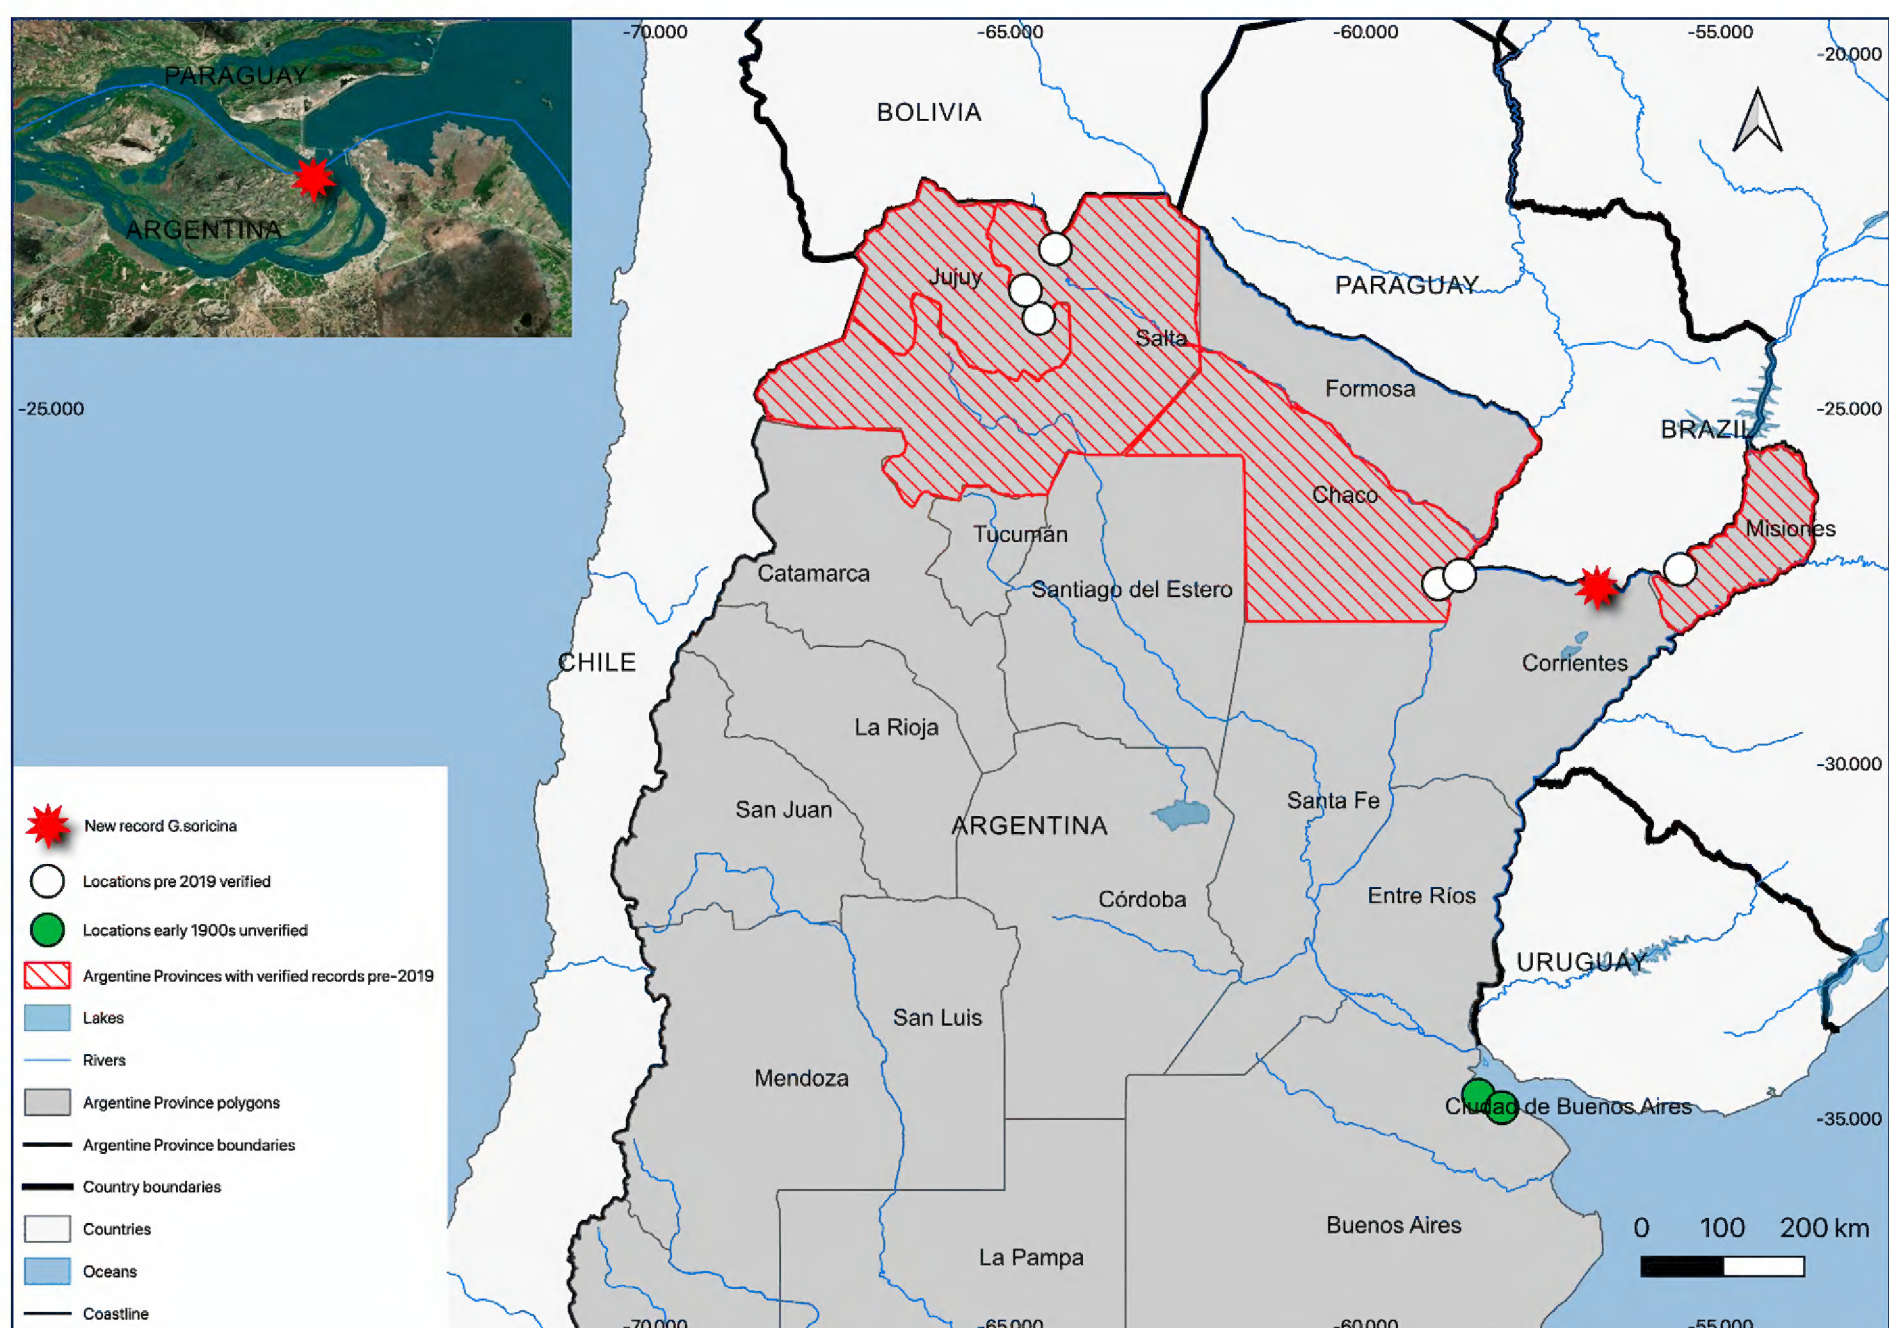 -70.000
-65.000
-60.000
-55.000
-20.000
PARAGUAY
ARGENTINA
BOLIVIA
PARAGUAY
Jujuy
Salta
Formosa
-25.000
-25.000
BRAZIL
Chaco
Misiones
Tucumán
Catamarca
Santiago del Estero
CHILE
Corrientes
La Rioja
-30.000
San Juan
ARGENTINA
Santa Fe
Córdoba
Entre Ríos
URUGUAY
San Luis
Mendoza
Ciudad de Buenos Aires
-35.000
Buenos Aires
La Pampa
0 100 200 km
New record G.soricina
Locations pre 2019 verified
Locations early 1900s unverified
Argentine Provinces with verified records pre-2019
Lakes
Rivers
Argentine Province polygons
Argentine Province boundaries
Country boundaries
Countries
Oceans
Coastline
-70.000
-65.000
-60.000
-55.000